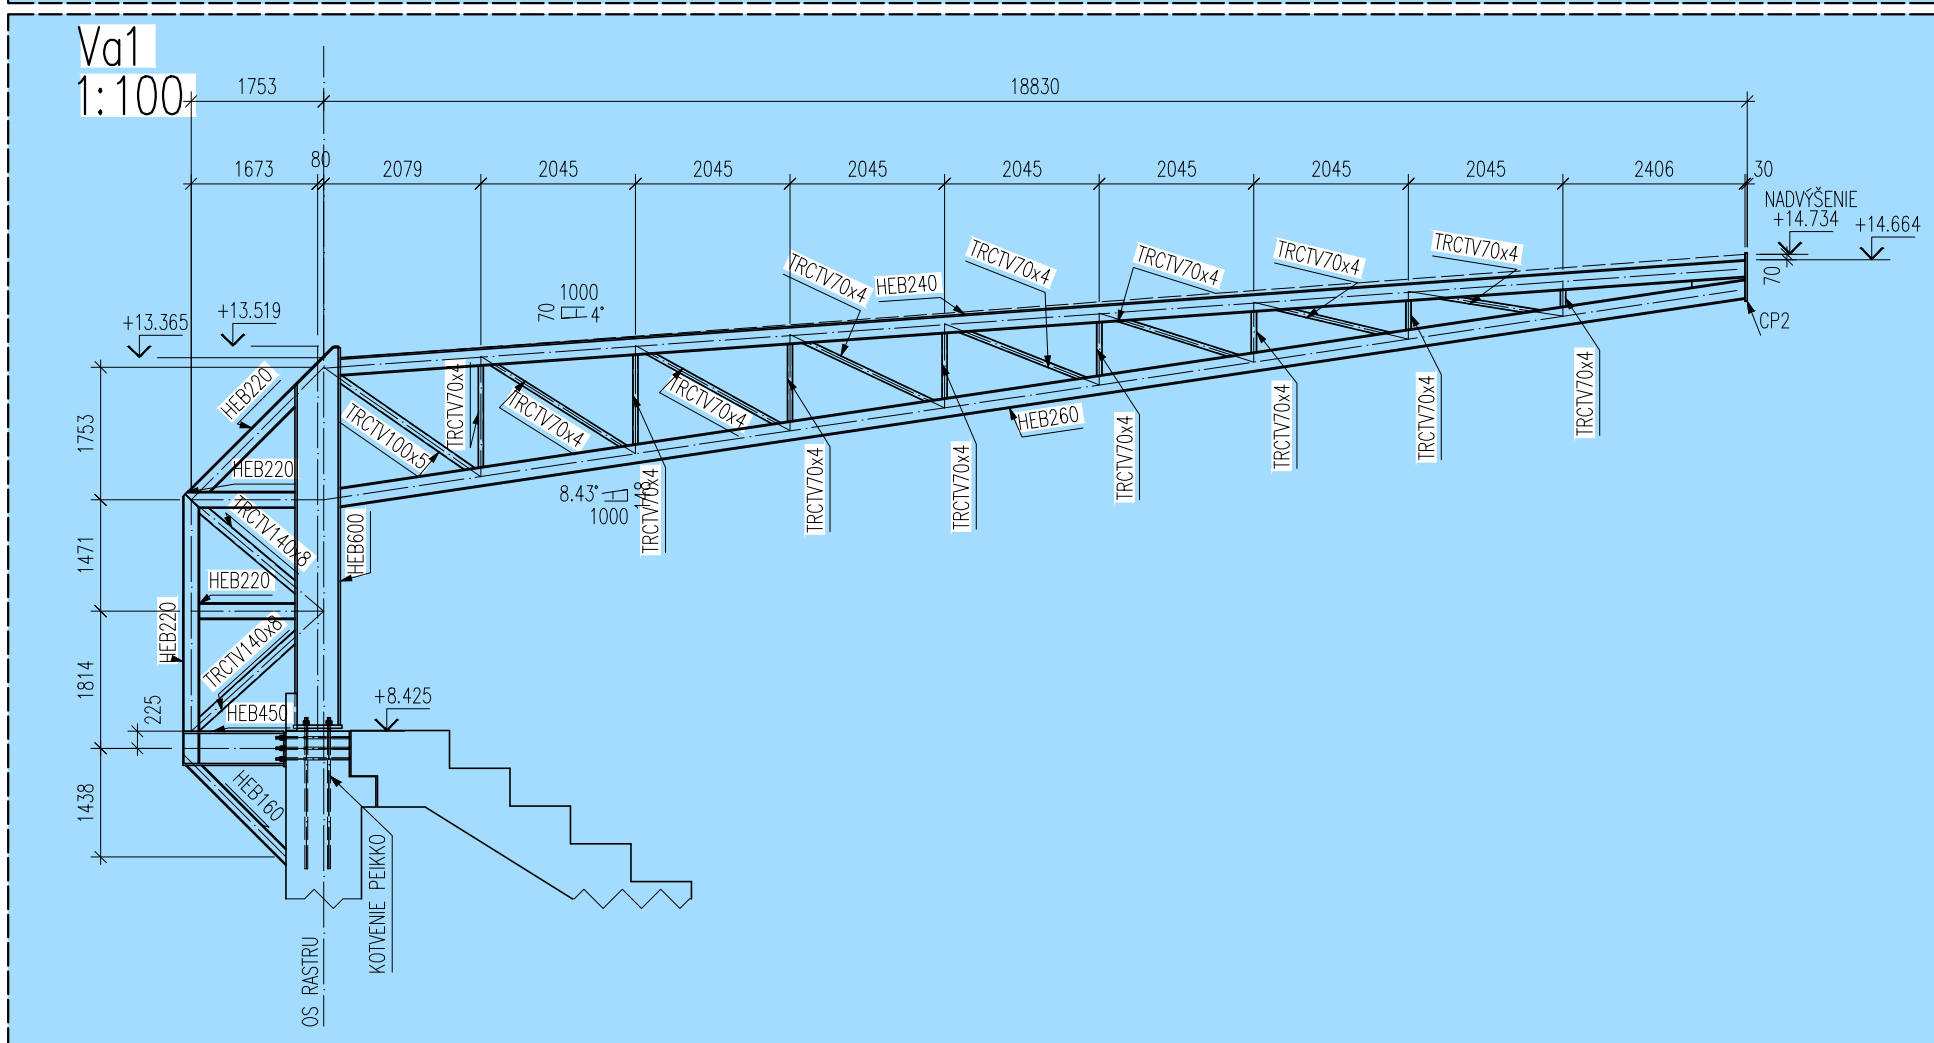 Va1
1:100
1753
18830
1673
80
2079
2045
2045
2045
2045
2045
2045
2045
2406
30
NADVÝŠENIE
+14.734
+14.664
70
TRCTV70x4
TRCTV70x4
TRCTV70x4
TRCTV70x4
TRCTV70x4
HEB240
1000
70
4°
+13.519
+13.365
CP2
HEB220
TRCTV70x4
TRCTV100x5
TRCTV70x4
TRCTV70x4
HEB260
TRCTV70x4
TRCTV70x4
TRCTV70x4
TRCTV70x4
TRCTV70x4
TRCTV70x4
TRCTV70x4
1753
HEB220
8.43°
148
1000
TRCTV140x8
HEB600
1471
HEB220
HEB220
TRCTV140x8
1814
225
HEB450
+8.425
HEB160
1438
KOTVENIE PEIKKO
OS RASTRU